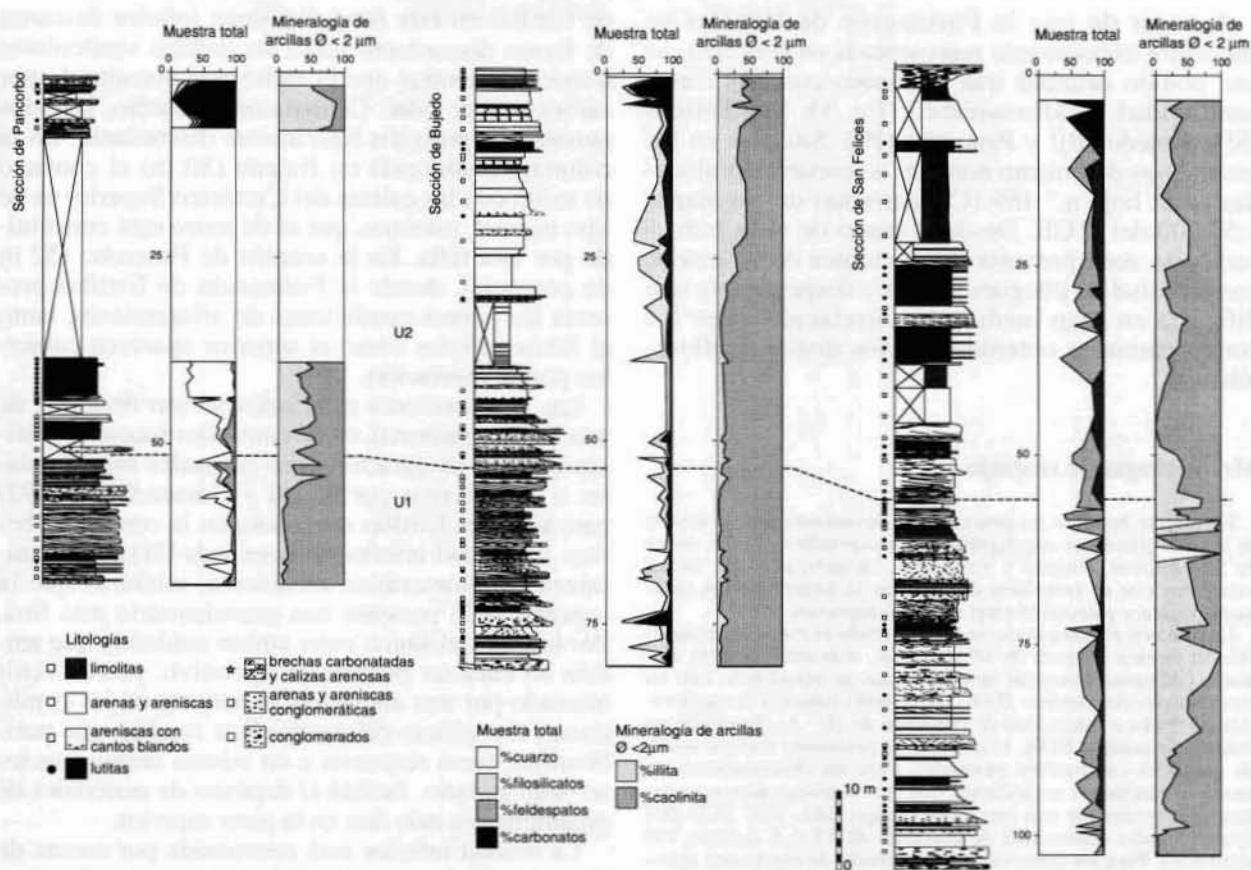 Sección de Pancorbo
Muestra total
0 50 100
Mineralogía de
arcillas Ø < 2 µm
0 50 100
0
25
50
Sección de Bujedo
U2
U1
Muestra total
0 50 100
Mineralogía de
arcillas Ø < 2 µm
0 50 100
0
25
50
75
Sección de San Felices
Muestra total
0 50 100
Mineralogía de
arcillas Ø < 2 µm
0 50 100
0
25
50
75
100
Litologías
limolitas
arenas y areniscas
areniscas con
cantos blandos
lutitas
brechas carbonatadas
y calizas arenosas
arenas y areniscas
conglomeráticas
conglomerados
Muestra total
%cuarzo
%filosilicatos
%feldespatos
%carbonatos
Mineralogía de arcillas
Ø <2µm
%illita
%caolinita
10 m
0